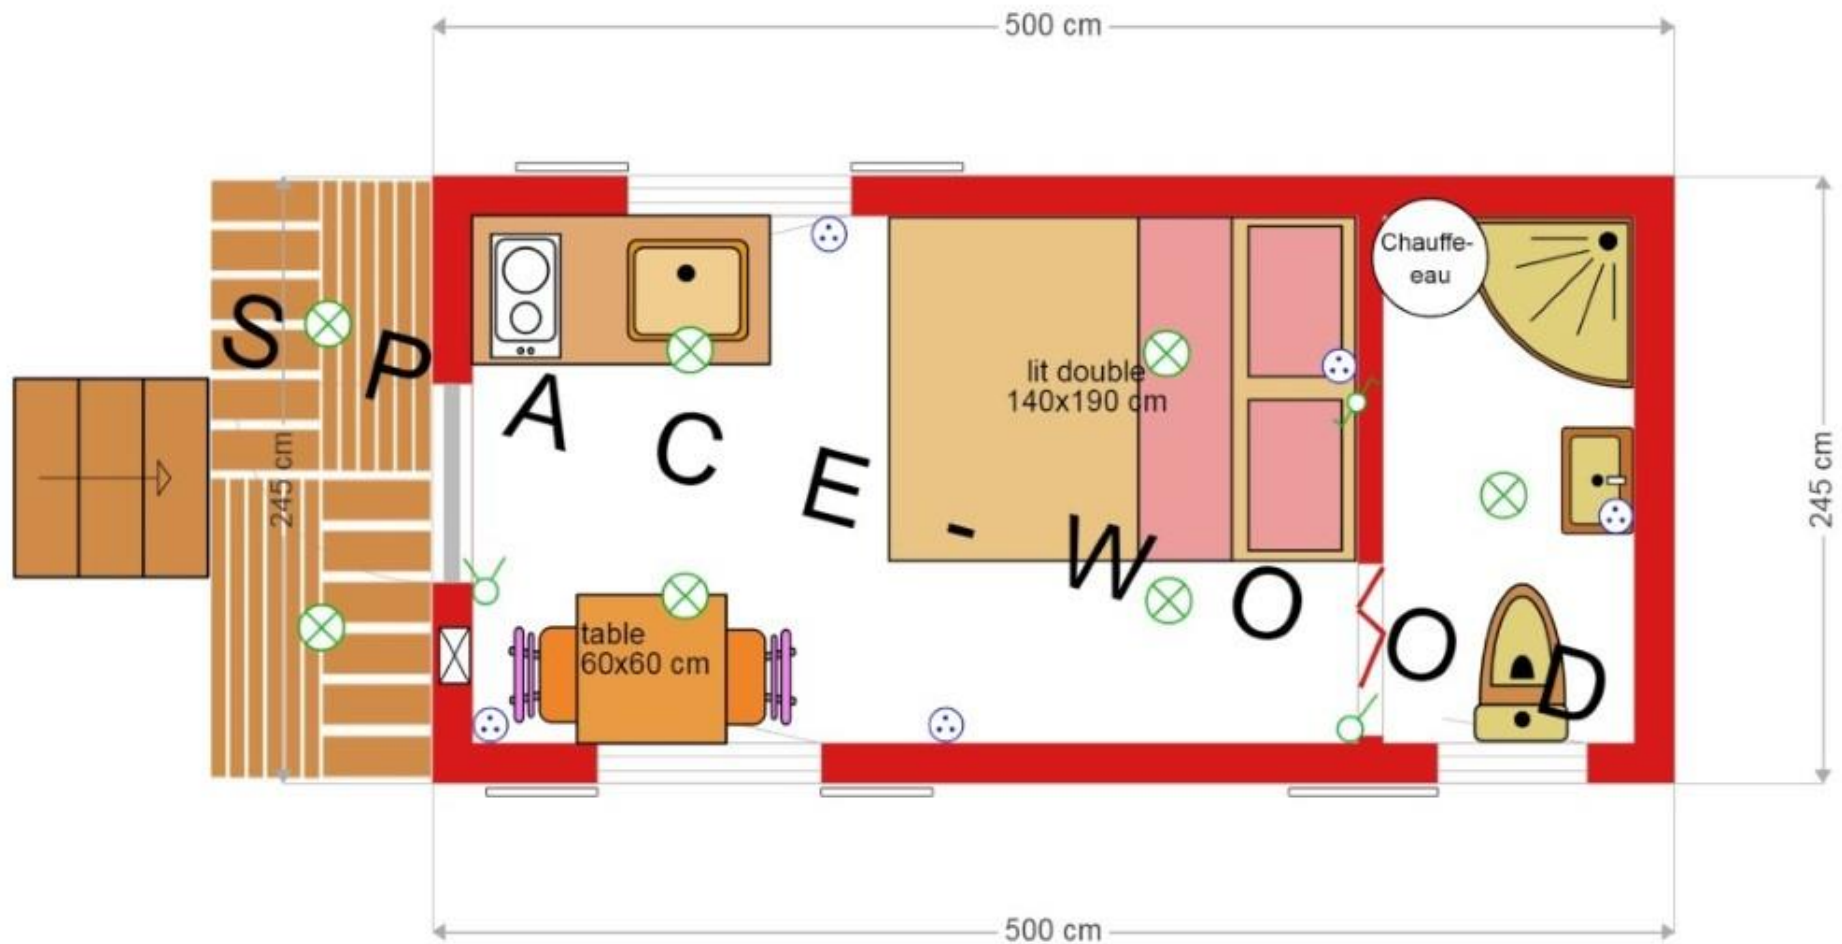 500 cm
Chauffe-
eau
lit double
140x190 cm
245 cm
245 cm
SPACE-WOOD
table
60x60 cm
500 cm